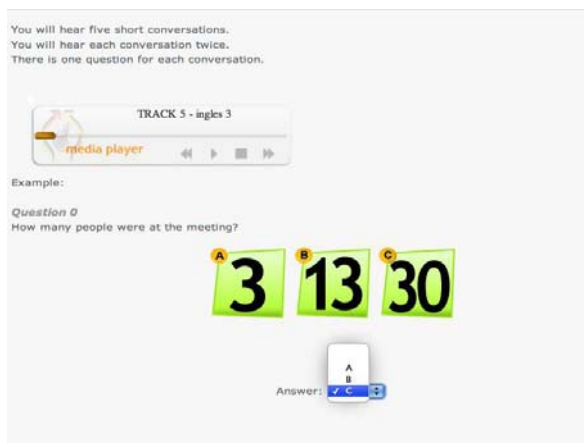 You will hear five short conversations.
You will hear each conversation twice.
There is one question for each conversation.
TRACK 5 - ingles 3
media player
Example:
Question 0
How many people were at the meeting?
A B C
3 13 30
A
B
Answer: ✓ C